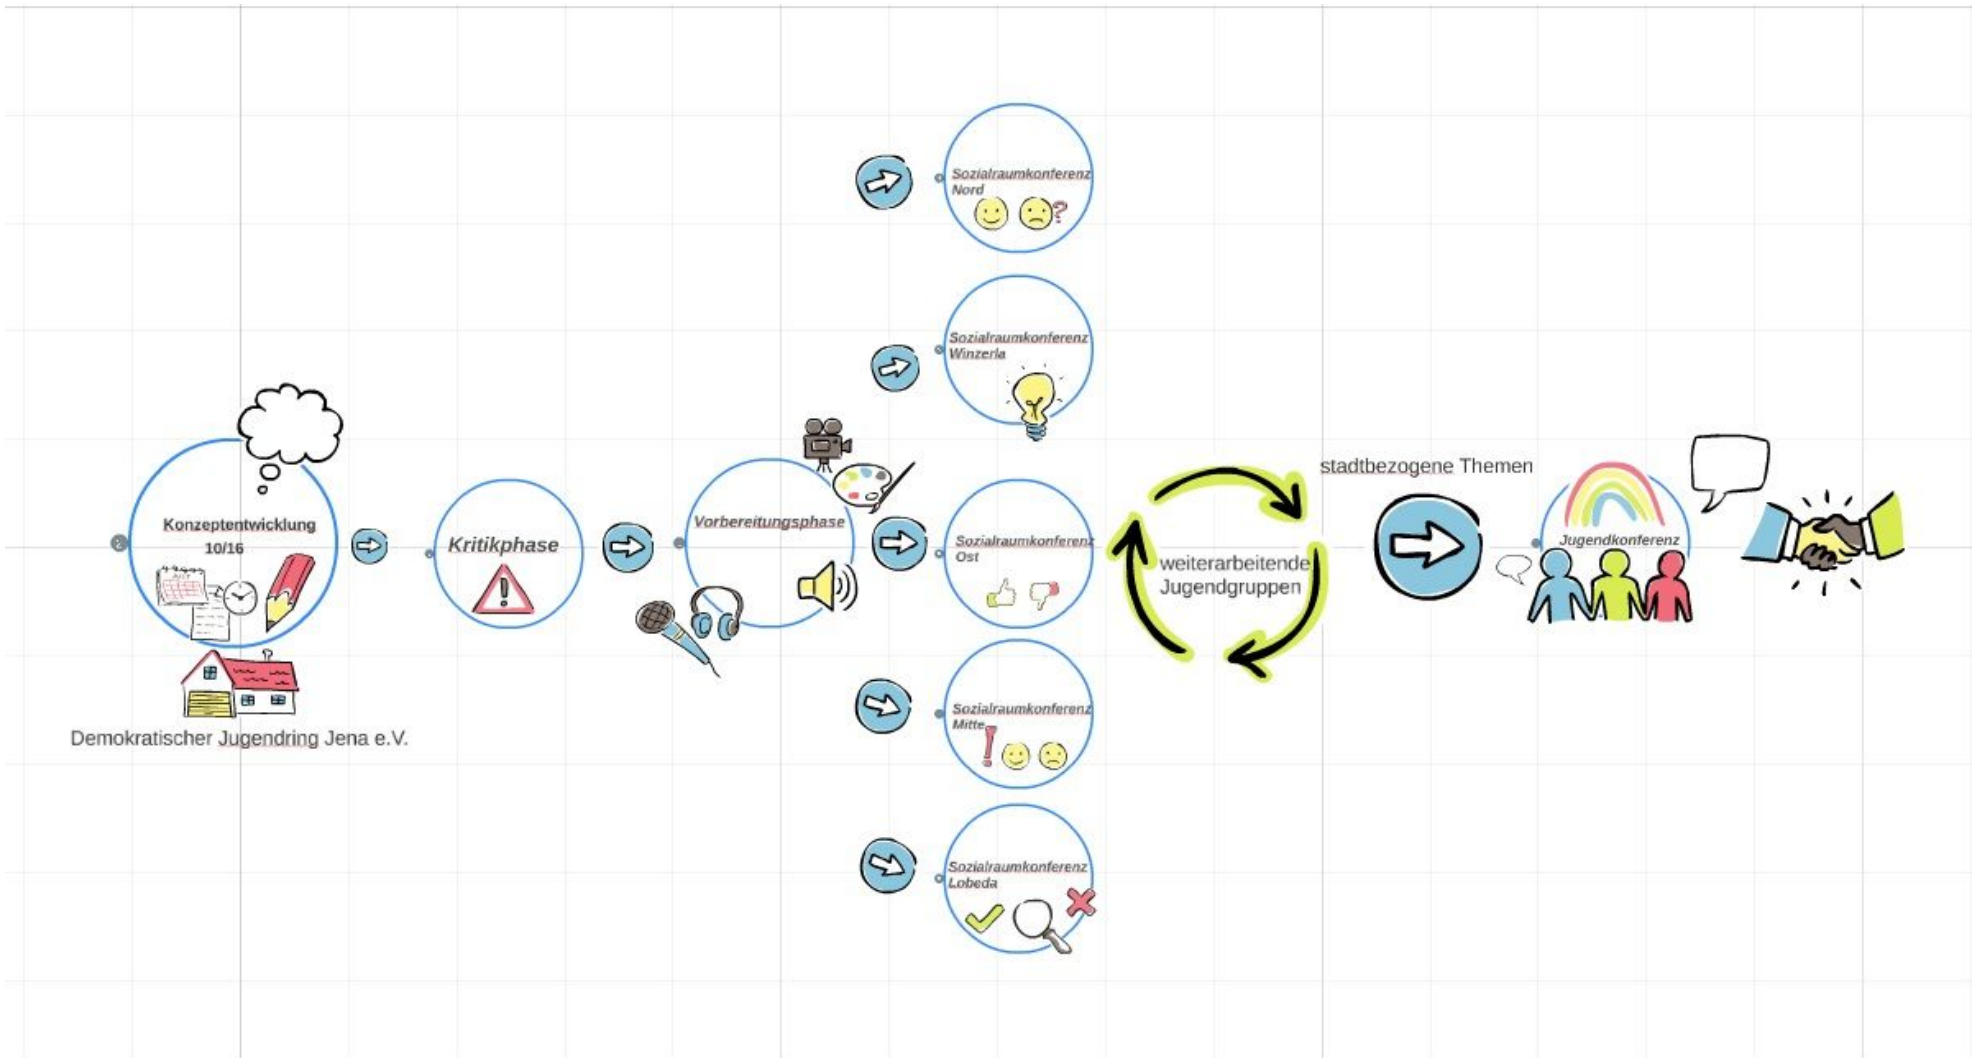 Konzeptentwicklung
10/16
Demokratischer Jugendring Jena e.V.
Kritikphase
Vorbereitungsphase
Sozialraumkonferenz
Nord
?
Sozialraumkonferenz
Winzerla
Sozialraumkonferenz
Ost
Sozialraumkonferenz
Mitte
Sozialraumkonferenz
Lobeda
weiterarbeitende
Jugendgruppen
stadtbezogene Themen
Jugendkonferenz